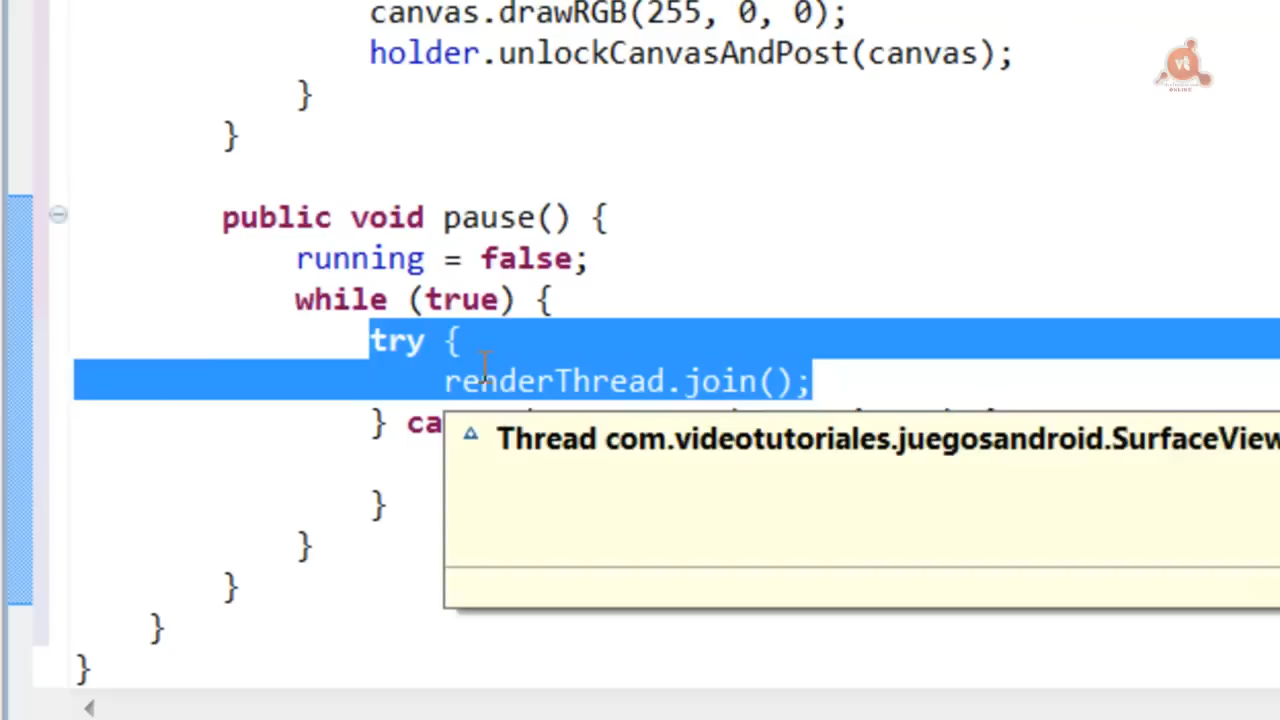 canvas.drawRGB(255, 0, 0);
holder.unlockCanvasAndPost(canvas);
}
}
public void pause() {
running = false;
while (true) {
try {
renderThread.join();
} ca
Thread com.videotutoriales.juegosandroid.SurfaceView
}
}
}
}
}
vt